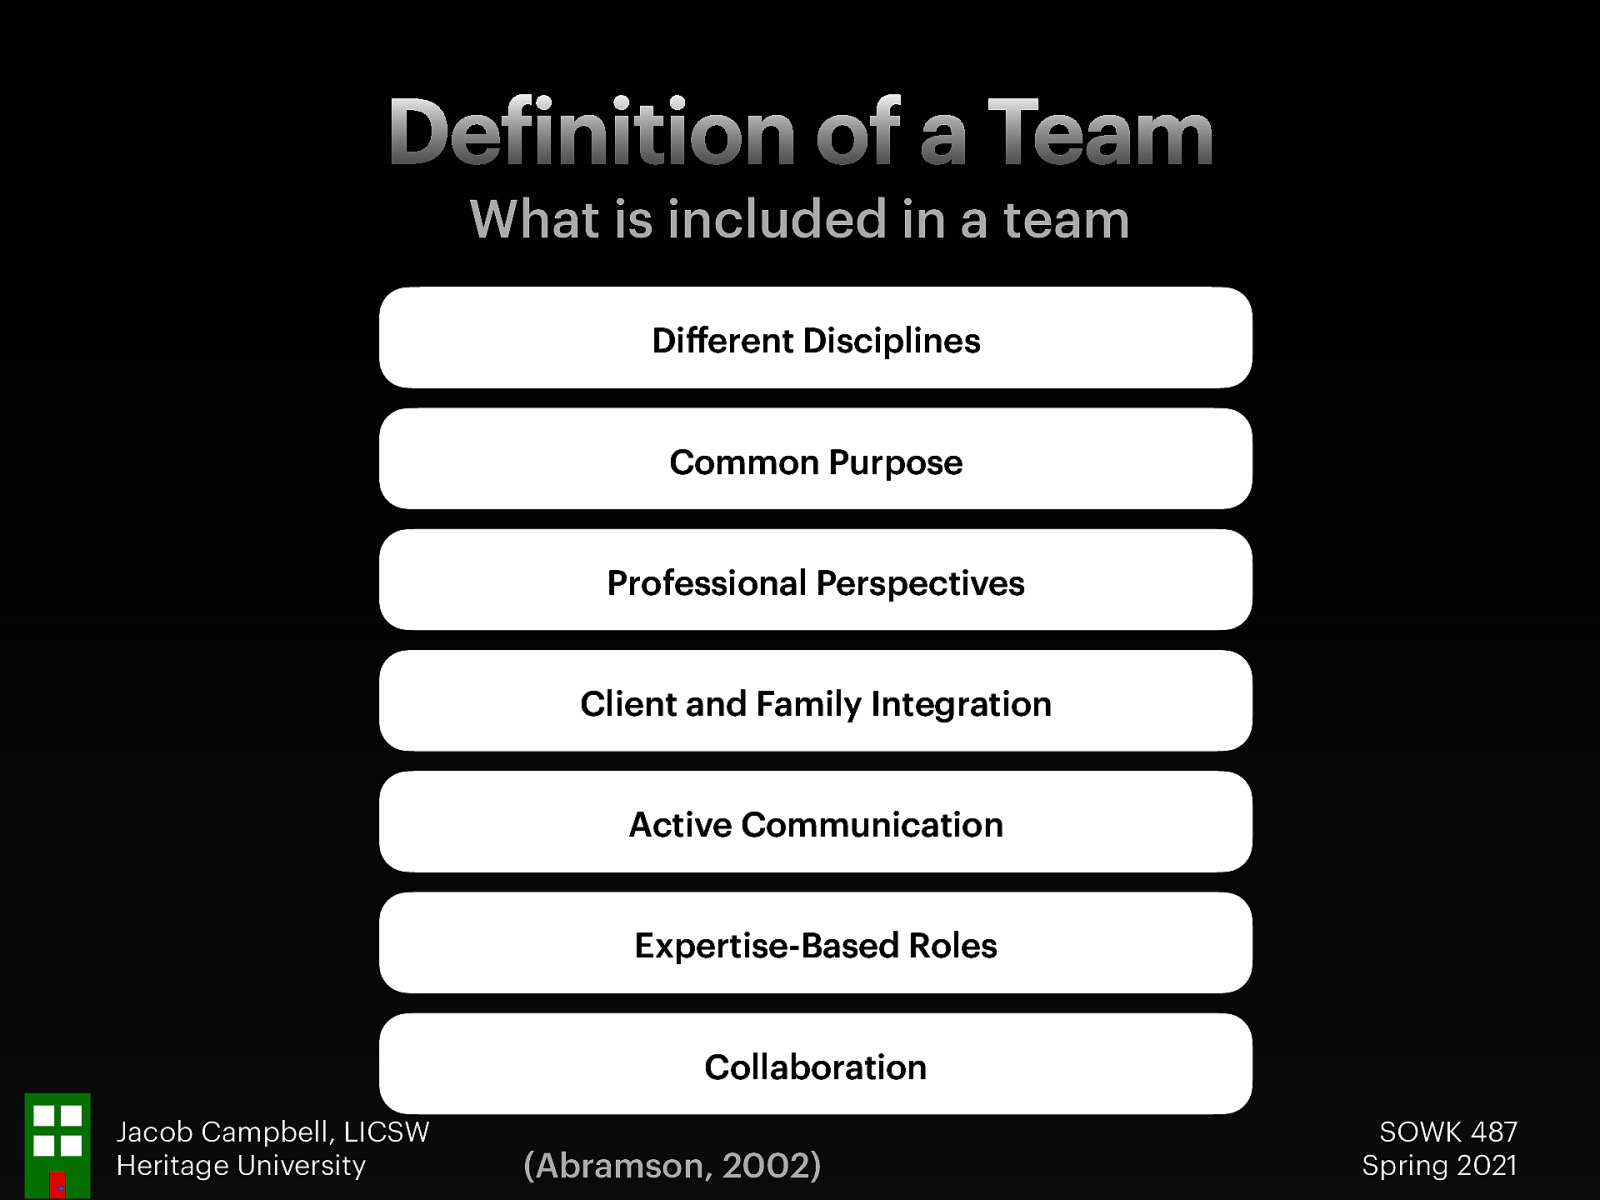 Definition of a Team
What is included in a team
Different Disciplines
Common Purpose
Professional Perspectives
Client and Family Integration
Active Communication
Expertise-Based Roles
Collaboration
Jacob Campbell, LICSW
Heritage University
(Abramson, 2002)
SOWK 487
Spring 2021